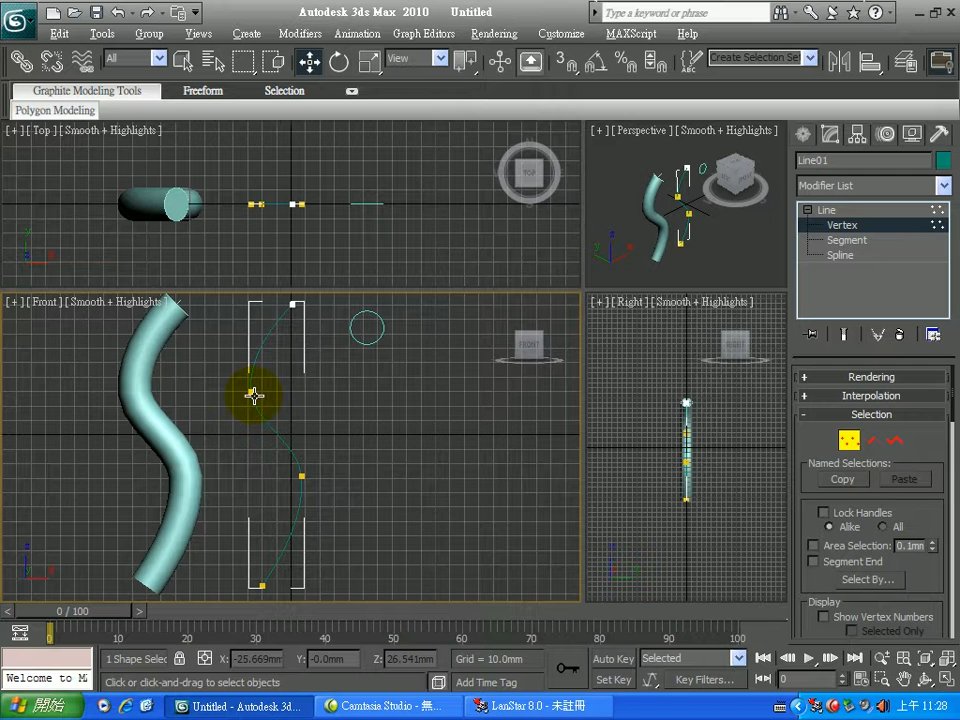 Autodesk 3ds Max 2010 Untitled
Type a keyword or phrase
Edit Tools Group Views Create Modifiers Animation Graph Editors Rendering Customize MAXScript Help
All
View
3
Create Selection Se
Graphite Modeling Tools Freeform Selection
Polygon Modeling
[ + ] [ Top ] [ Smooth + Highlights ]
TOP
[ + ] [ Perspective ] [ Smooth + Highlights ]
[ + ] [ Front ] [ Smooth + Highlights ]
FRONT
[ + ] [ Right ] [ Smooth + Highlights ]
RIGHT
Line01
Modifier List
Line
Vertex
Segment
Spline
+ Rendering
+ Interpolation
- Selection
Named Selections:
Copy Paste
Lock Handles
Alike All
Area Selection: 0.1mm
Segment End
Select By...
Display
Show Vertex Numbers
Selected Only
< 0 / 100 >
0 10 20 30 40 50 60 70 80 90 100
1 Shape Selec X: -25.669mm Y: -0.0mm Z: 26.541mm Grid = 10.0mm Auto Key Selected
Welcome to M Click or click-and-drag to select objects Add Time Tag Set Key Key Filters... 0
開始 Untitled - Autodesk 3d... Camtasia Studio - 無... LanStar 8.0 - 未註冊 上午 11:28